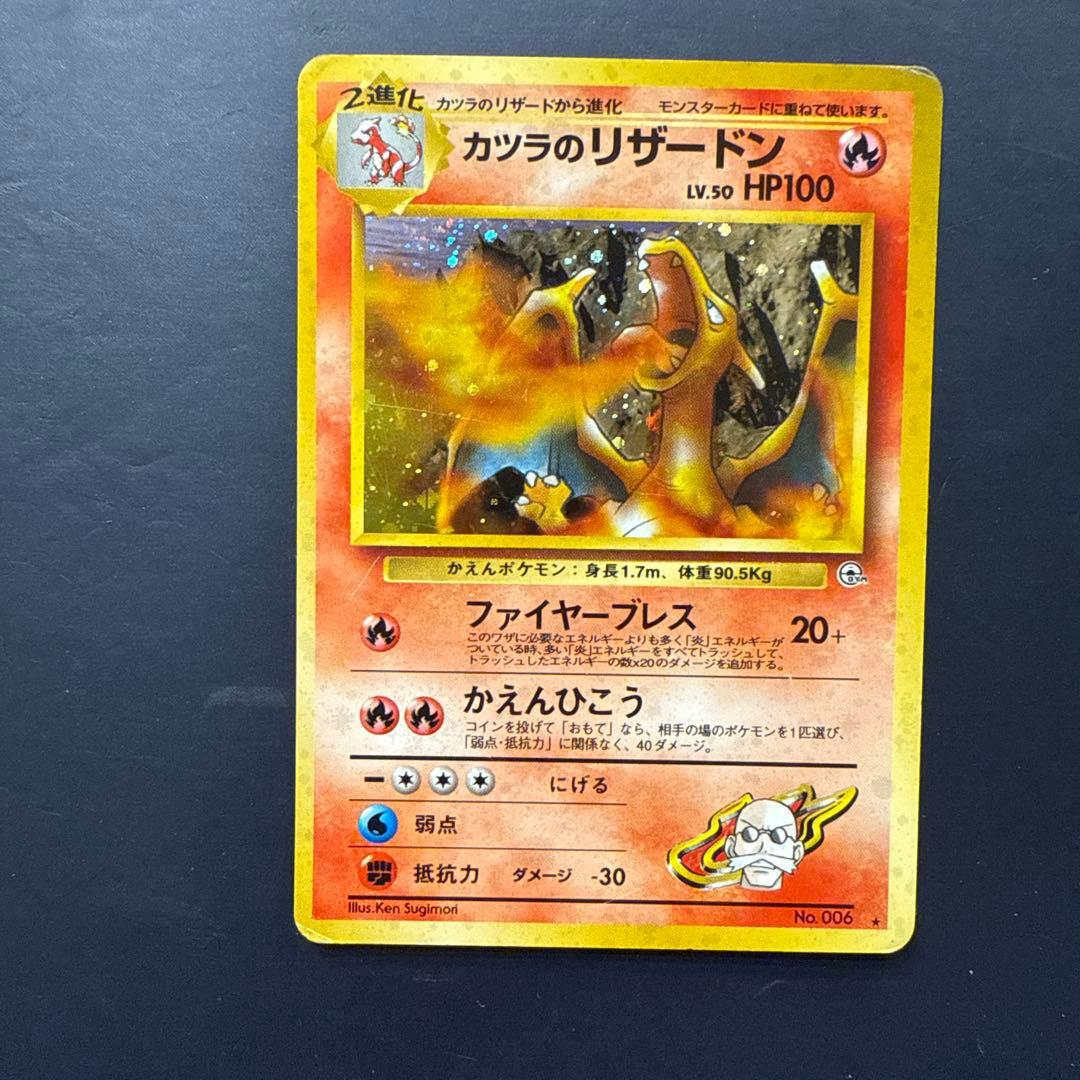 2進化
カツラのリザードから進化
モンスターカードに重ねて使います。
カツラのリザードン
LV.50 HP100
かえんポケモン：身長1.7m、体重90.5Kg
GYM
ファイヤーブレス
20+
このワザに必要なエネルギーよりも多く「炎」エネルギーが
ついている時、多い「炎」エネルギーをすべてトラッシュして、
トラッシュしたエネルギーの数x20のダメージを追加する。
かえんひこう
コインを投げて「おもて」なら、相手の場のポケモンを1匹選び、
「弱点・抵抗力」に関係なく、40ダメージ。
にげる
弱点
抵抗力 ダメージ -30
Illus.Ken Sugimori
No. 006 ★